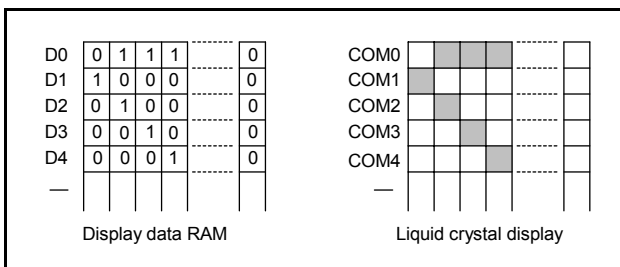 D0 0 1 1 1 0 COM0
D1 1 0 0 0 0 COM1
D2 0 1 0 0 0 COM2
D3 0 0 1 0 0 COM3
D4 0 0 0 1 0 COM4
— —
Display data RAM Liquid crystal display